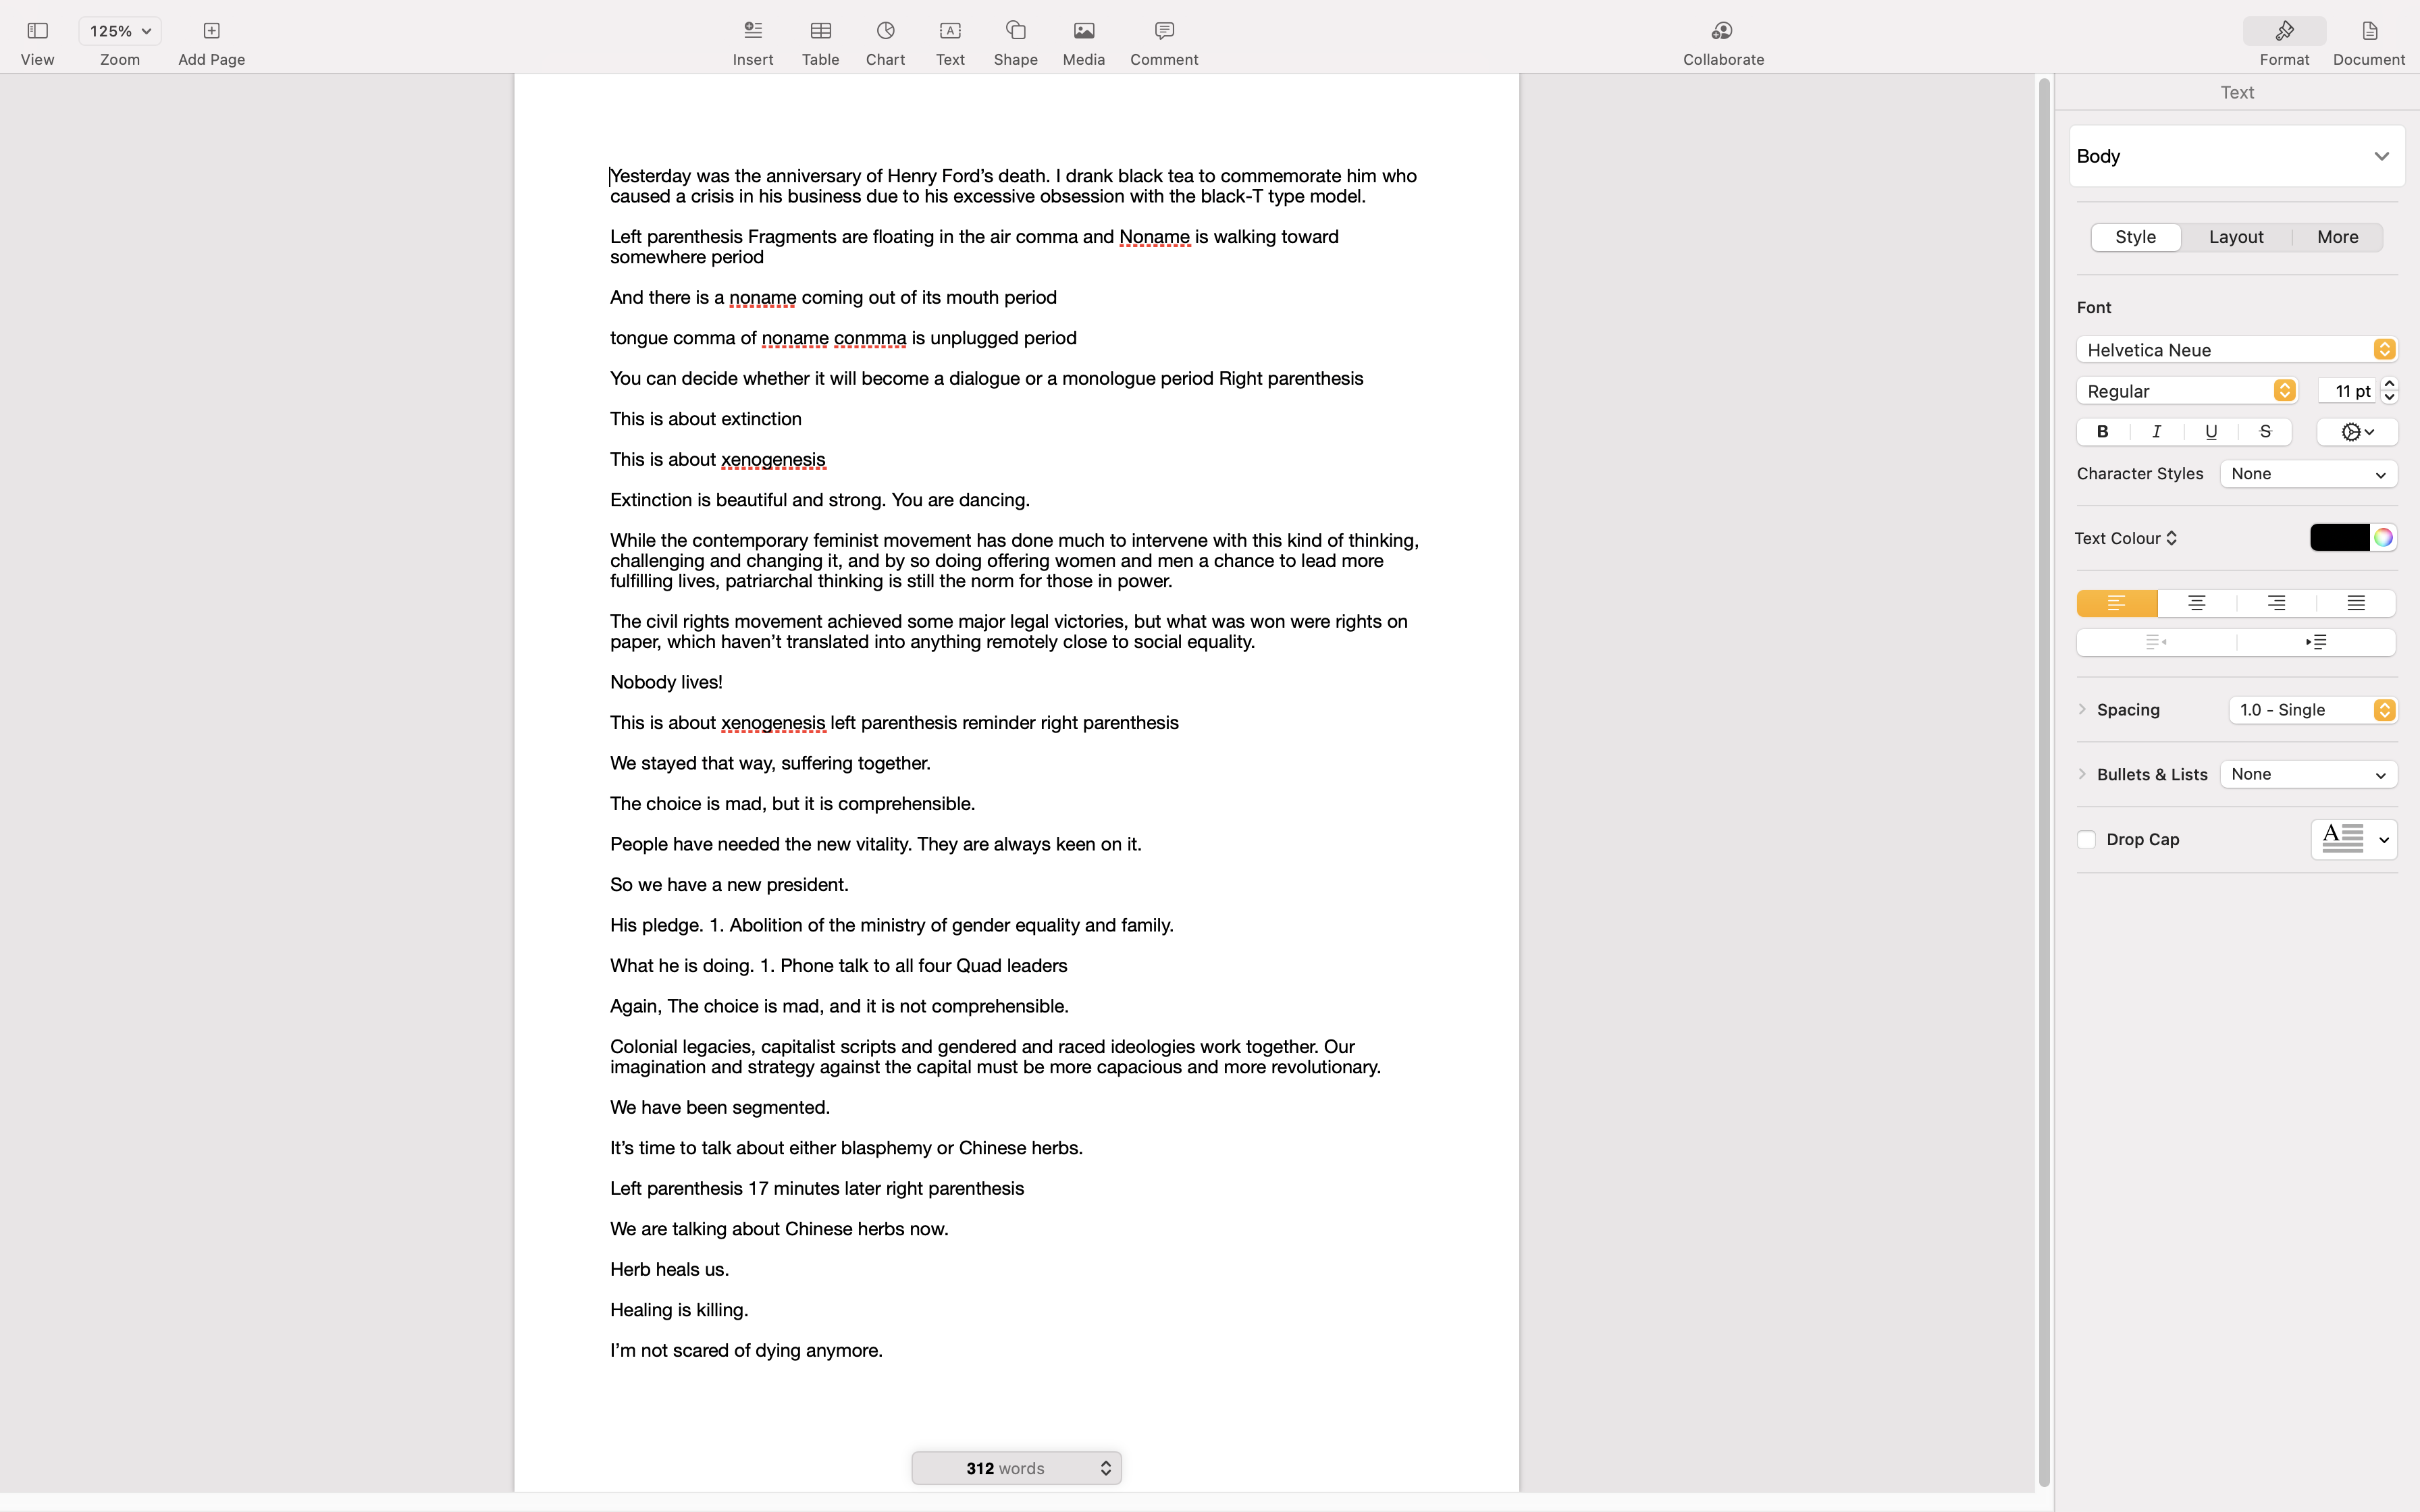 125%
View
Zoom
Add Page
Insert
Table
Chart
Text
Shape
Media
Comment
Collaborate
Format
Document
Yesterday was the anniversary of Henry Ford’s death. I drank black tea to commemorate him who
caused a crisis in his business due to his excessive obsession with the black-T type model.
Left parenthesis Fragments are floating in the air comma and Noname is walking toward
somewhere period
And there is a noname coming out of its mouth period
tongue comma of noname conmma is unplugged period
You can decide whether it will become a dialogue or a monologue period Right parenthesis
This is about extinction
This is about xenogenesis
Extinction is beautiful and strong. You are dancing.
While the contemporary feminist movement has done much to intervene with this kind of thinking,
challenging and changing it, and by so doing offering women and men a chance to lead more
fulfilling lives, patriarchal thinking is still the norm for those in power.
The civil rights movement achieved some major legal victories, but what was won were rights on
paper, which haven’t translated into anything remotely close to social equality.
Nobody lives!
This is about xenogenesis left parenthesis reminder right parenthesis
We stayed that way, suffering together.
The choice is mad, but it is comprehensible.
People have needed the new vitality. They are always keen on it.
So we have a new president.
His pledge. 1. Abolition of the ministry of gender equality and family.
What he is doing. 1. Phone talk to all four Quad leaders
Again, The choice is mad, and it is not comprehensible.
Colonial legacies, capitalist scripts and gendered and raced ideologies work together. Our
imagination and strategy against the capital must be more capacious and more revolutionary.
We have been segmented.
It’s time to talk about either blasphemy or Chinese herbs.
Left parenthesis 17 minutes later right parenthesis
We are talking about Chinese herbs now.
Herb heals us.
Healing is killing.
I’m not scared of dying anymore.
312 words
Text
Body
Style Layout More
Font
Helvetica Neue
Regular 11 pt
B I U S
Character Styles None
Text Colour
Spacing 1.0 - Single
Bullets & Lists None
Drop Cap A